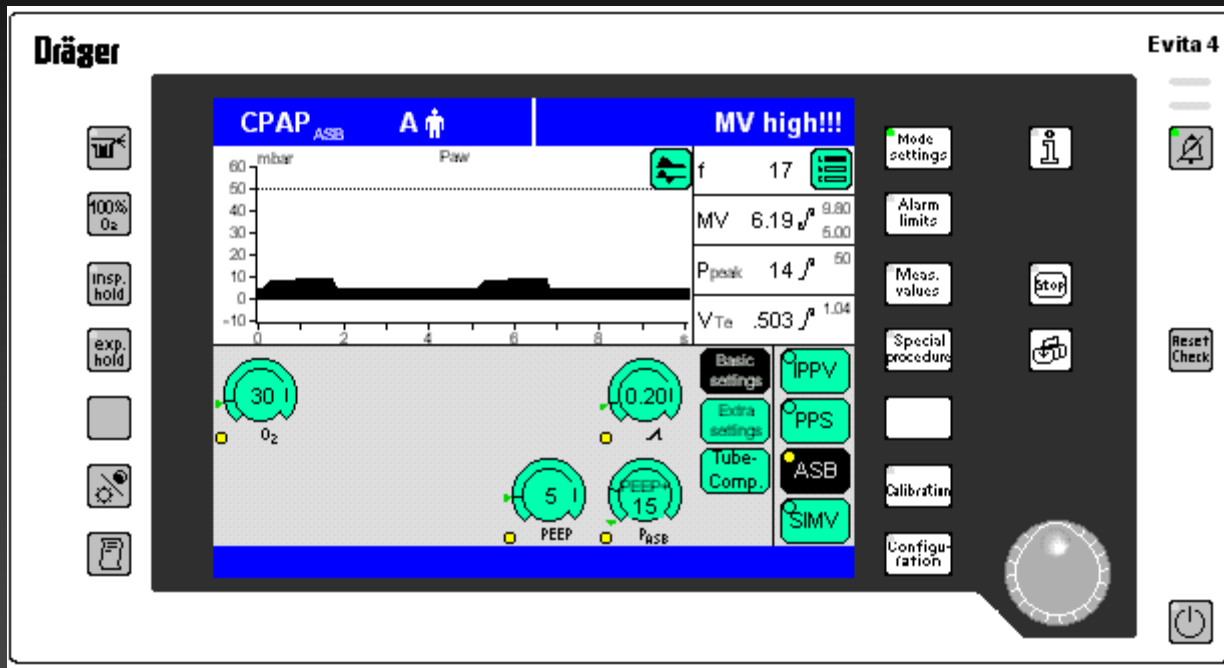 Dräger
Evita 4
CPAP ASB A
MV high!!!
mbar
Paw
60
50
40
30
20
10
0
-10
0 2 4 6 8 s
f 17
MV 6.19 9.80
5.00
Ppeak 14 50
VTe .503 1.04
30
O2
0.20
5
PEEP
PEEP+
15
PASB
Basic
settings
Extra
settings
Tube-
Comp.
IPPV
PPS
ASB
SIMV
100%
O2
insp.
hold
exp.
hold
Mode
settings
Alarm
limits
Meas.
values
Special
procedure
Calibration
Configu-
ration
i
Stop
Reset
Check